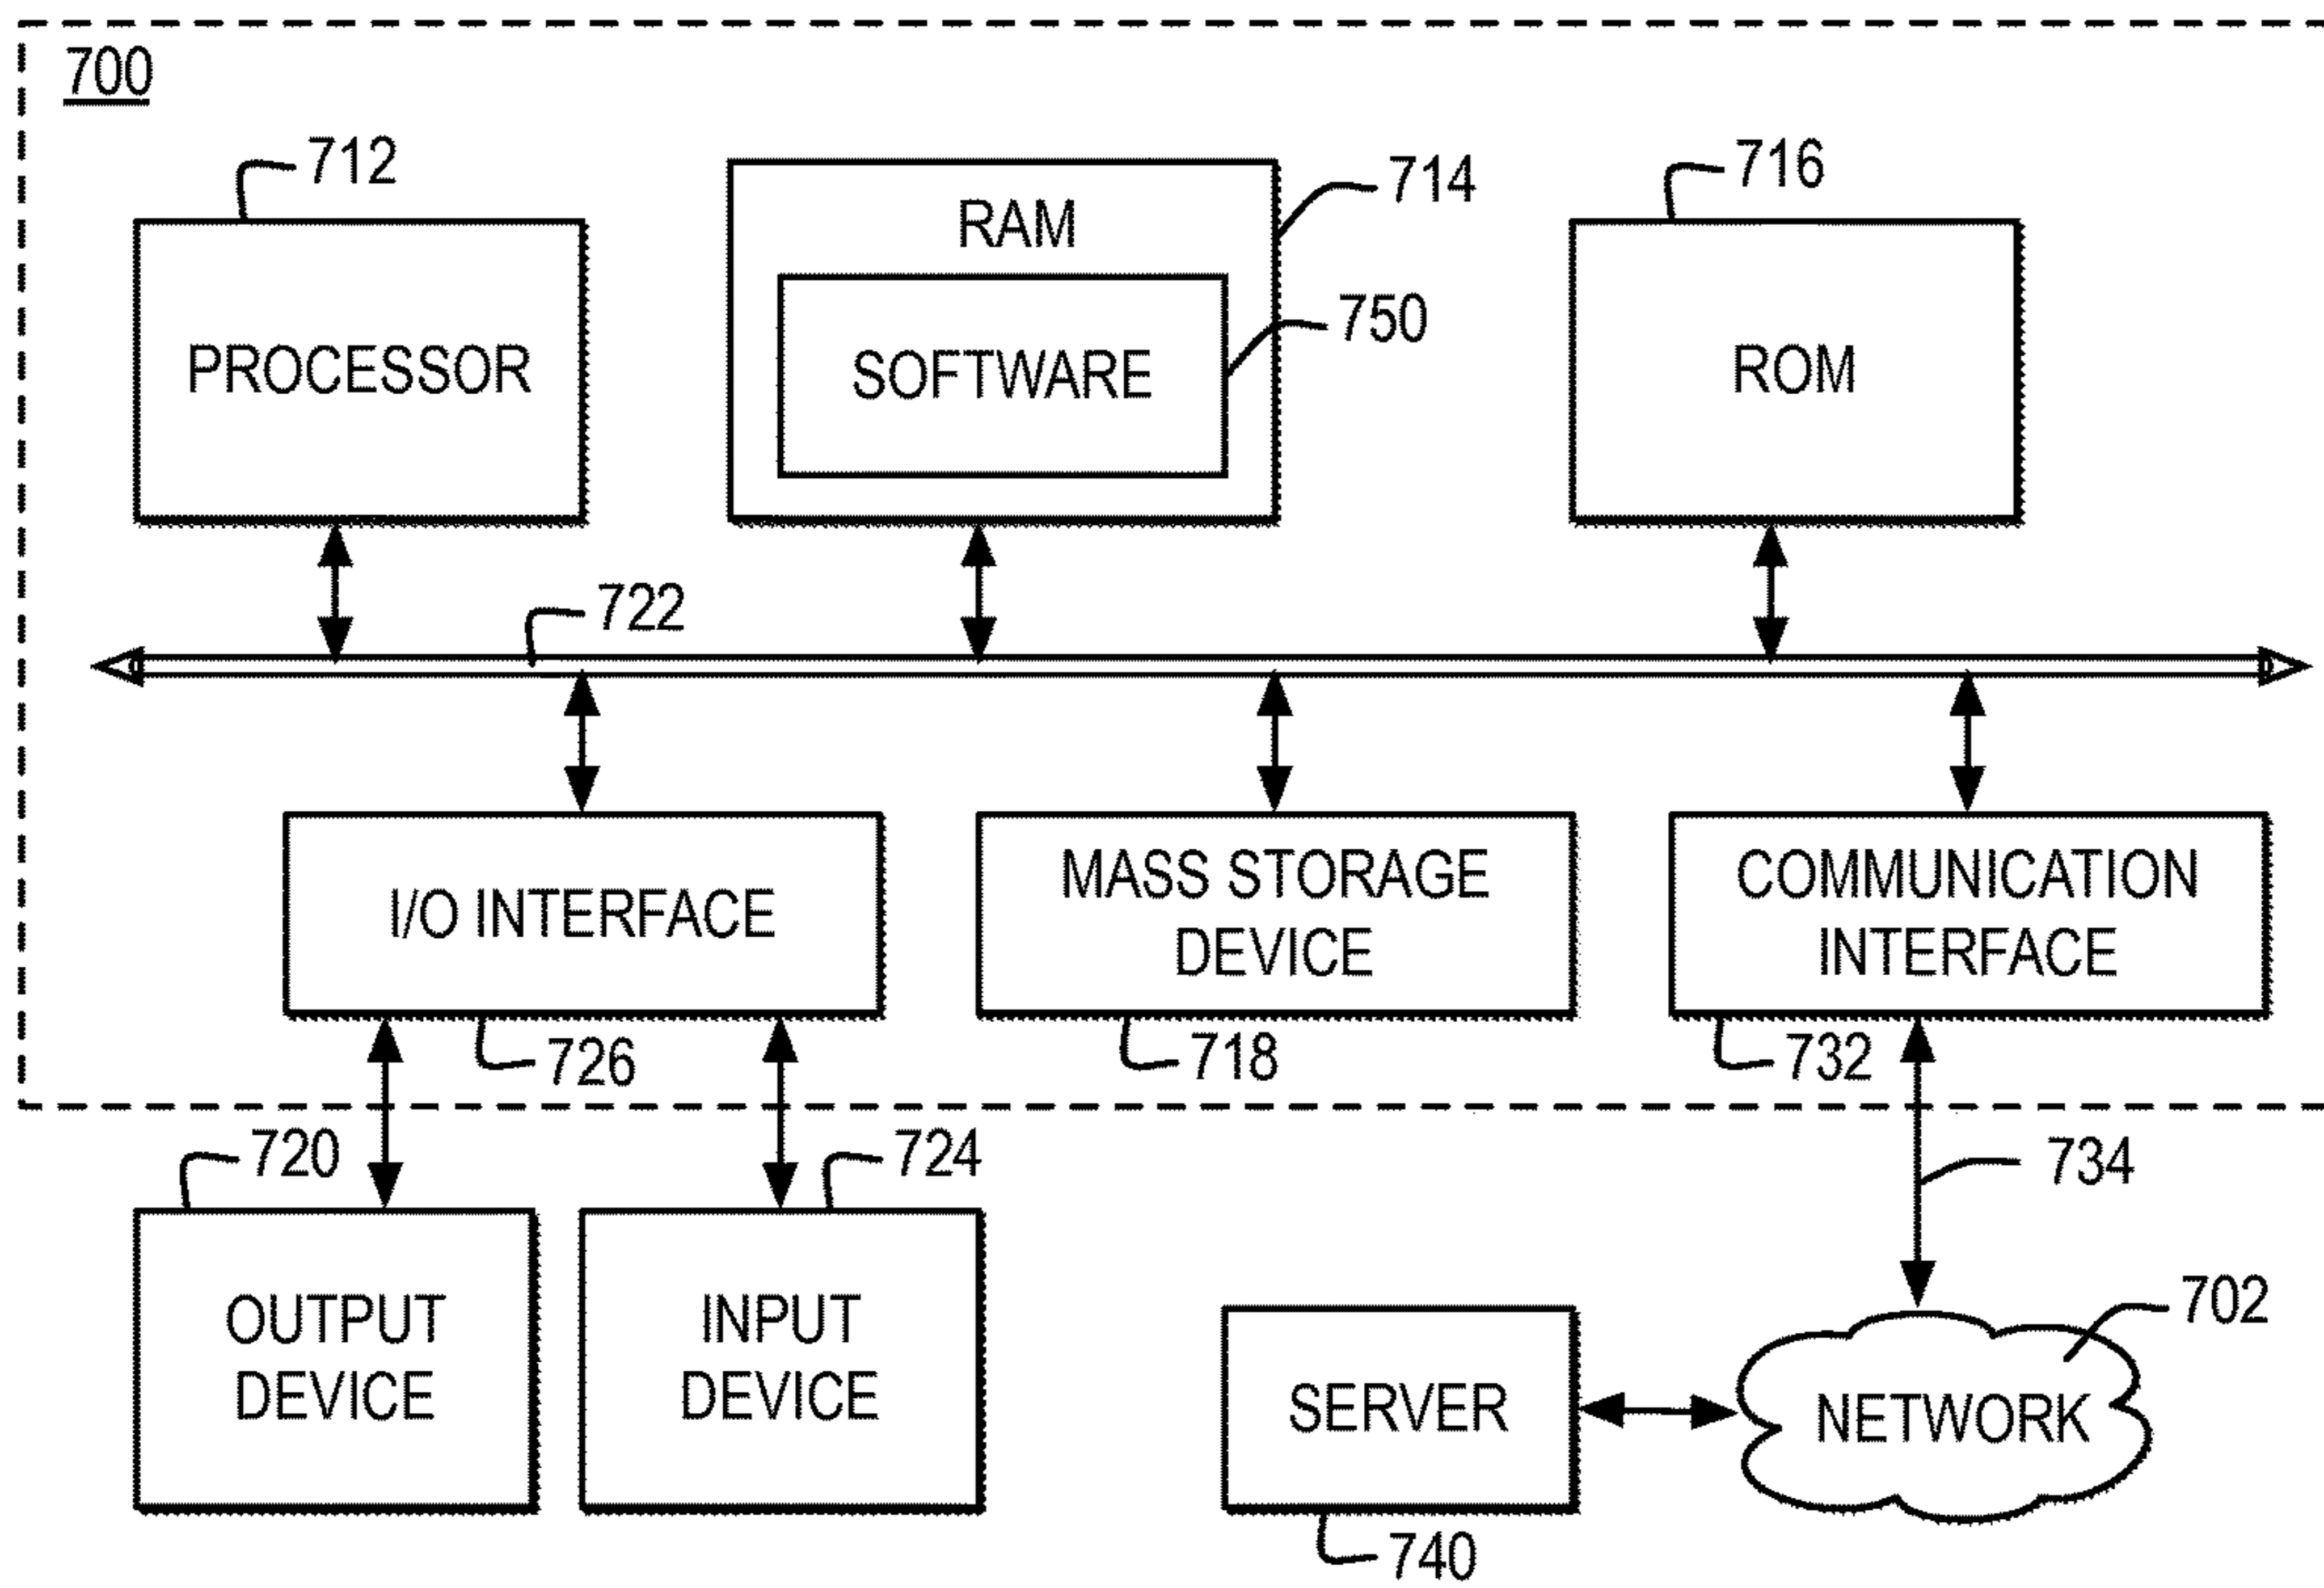 700
712
714
716
RAM
750
PROCESSOR
SOFTWARE
ROM
722
I/O INTERFACE
MASS STORAGE
DEVICE
COMMUNICATION
INTERFACE
726
718
732
720
724
734
OUTPUT
DEVICE
INPUT
DEVICE
702
SERVER
NETWORK
740